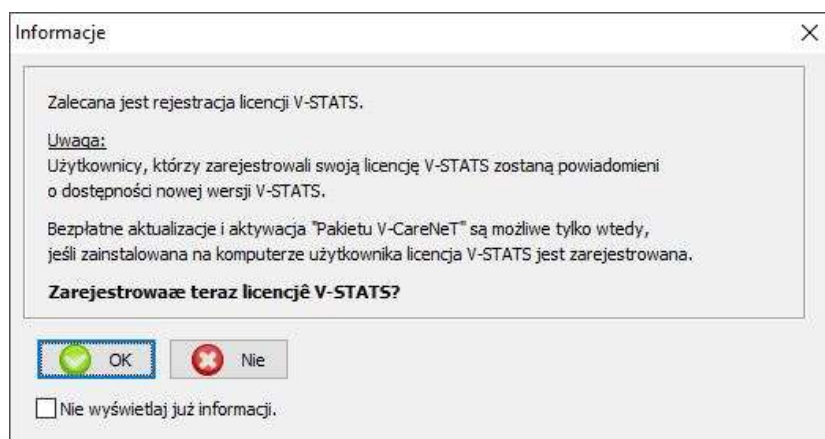 Informacje
Zalecana jest rejestracja licencji V-STATS.
Uwaga:
Użytkownicy, którzy zarejestrowali swoją licencję V-STATS zostaną powiadomieni
o dostępności nowej wersji V-STATS.
Bezpłatne aktualizacje i aktywacja "Pakietu V-CareNeT" są możliwe tylko wtedy,
jeśli zainstalowana na komputerze użytkownika licencja V-STATS jest zarejestrowana.
Zarejestrowaæ teraz licencjê V-STATS?
OK
Nie
Nie wyświetlaj już informacji.